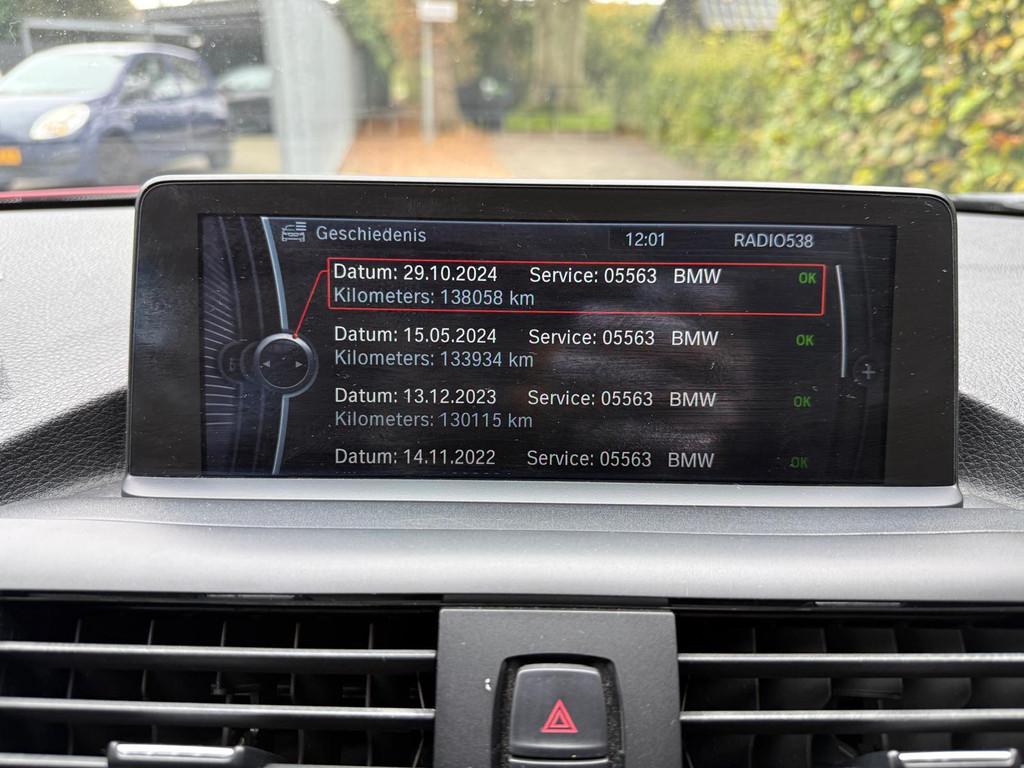 Geschiedenis 12:01 RADIO538
Datum: 29.10.2024 Service: 05563 BMW OK
Kilometers: 138058 km
Datum: 15.05.2024 Service: 05563 BMW OK
Kilometers: 133934 km
Datum: 13.12.2023 Service: 05563 BMW OK
Kilometers: 130115 km
Datum: 14.11.2022 Service: 05563 BMW OK